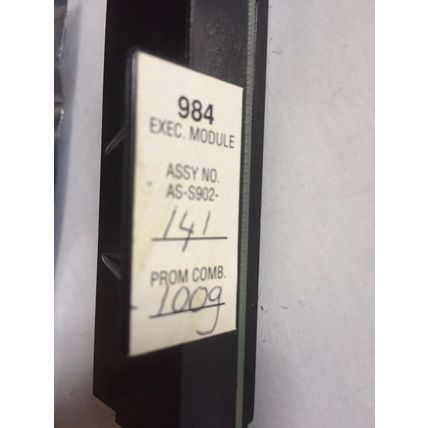 984
EXEC. MODULE
ASSY NO.
AS-S902-
141
PROM COMB.
1009